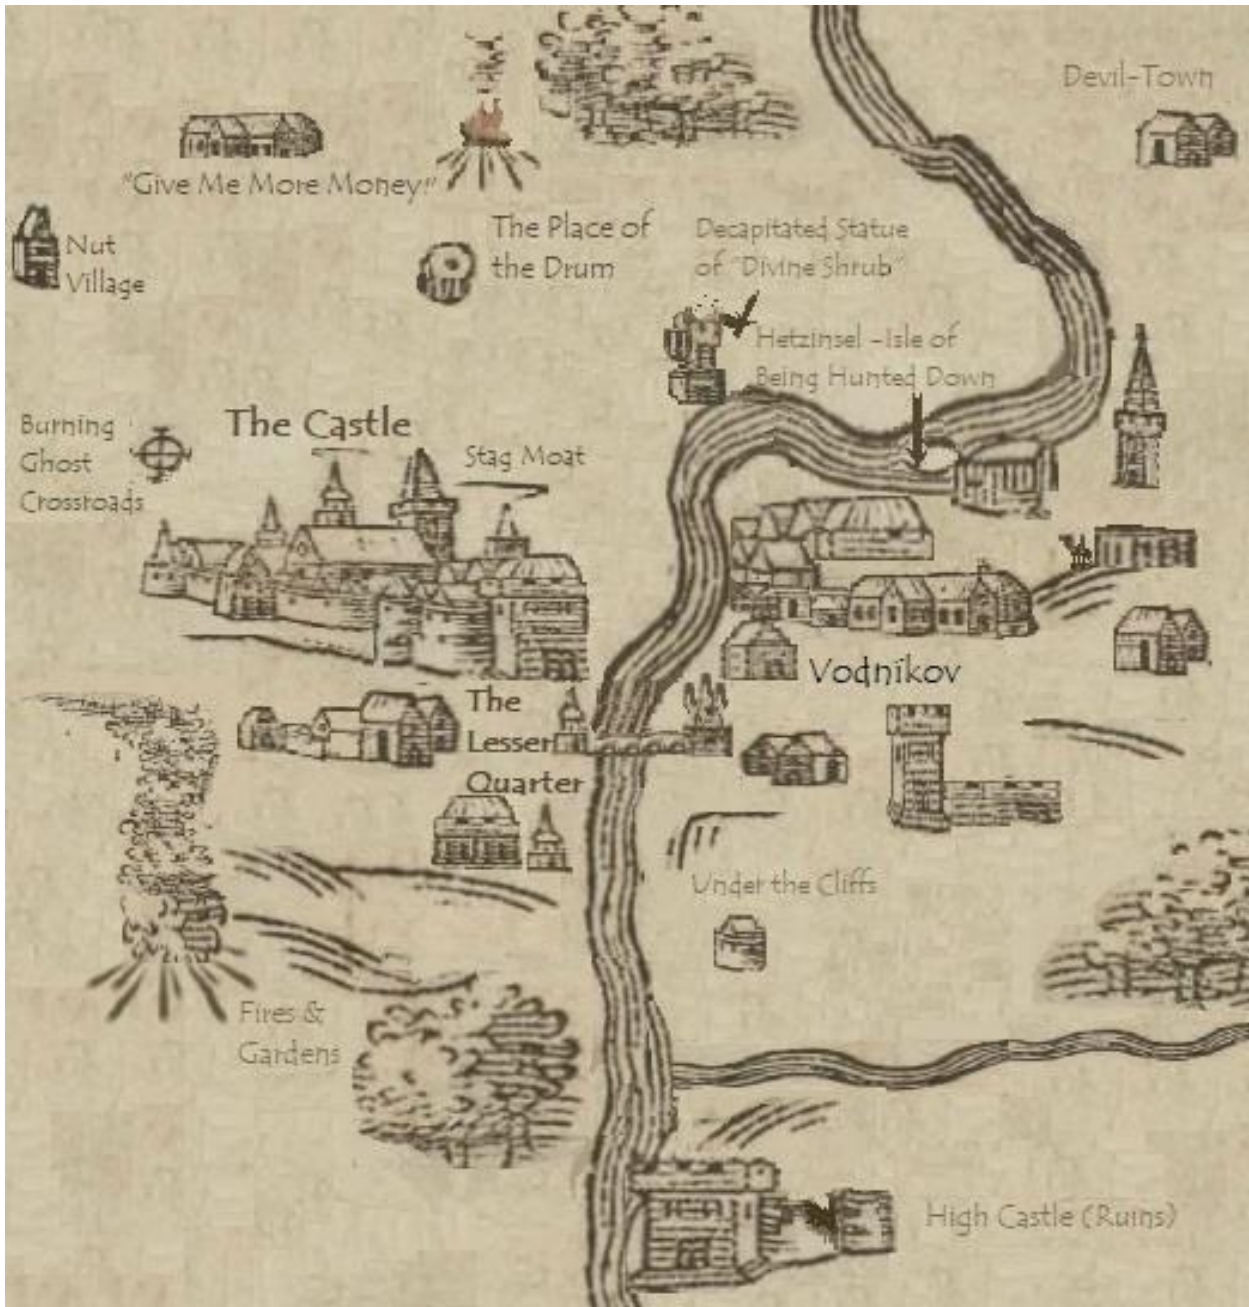 Devil-Town
"Give Me More Money!"
Nut
Village
The Place of
the Drum
Decapitated Statue
of "Divine Shrub"
Hetzinsel -Isle of
Being Hunted Down
Burning
Ghost
Crossroads
The Castle
Stag Moat
Vodníkov
The
Lesser
Quarter
Under the Cliffs
Fires &
Gardens
High Castle (Ruins)